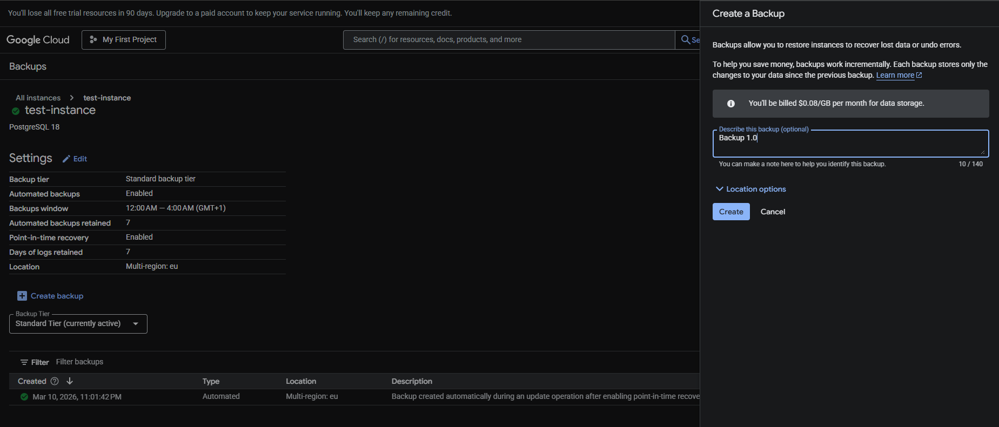 You'll lose all free trial resources in 90 days. Upgrade to a paid account to keep your service running. You'll keep any remaining credit.
Google Cloud
My First Project
Search (/) for resources, docs, products, and more
Se
Backups
All instances
test-instance
test-instance
PostgreSQL 18
Settings
Edit
Backup tier Standard backup tier
Automated backups Enabled
Backups window 12:00 AM — 4:00 AM (GMT+1)
Automated backups retained 7
Point-in-time recovery Enabled
Days of logs retained 7
Location Multi-region: eu
Create backup
Backup Tier
Standard Tier (currently active)
Filter Filter backups
Created Type Location Description
Mar 10, 2026, 11:01:42 PM Automated Multi-region: eu Backup created automatically during an update operation after enabling point-in-time recove
Create a Backup
Backups allow you to restore instances to recover lost data or undo errors.
To help you save money, backups work incrementally. Each backup stores only the
changes to your data since the previous backup. Learn more
You'll be billed $0.08/GB per month for data storage.
Describe this backup (optional)
Backup 1.0
You can make a note here to help you identify this backup. 10 / 140
Location options
Create Cancel